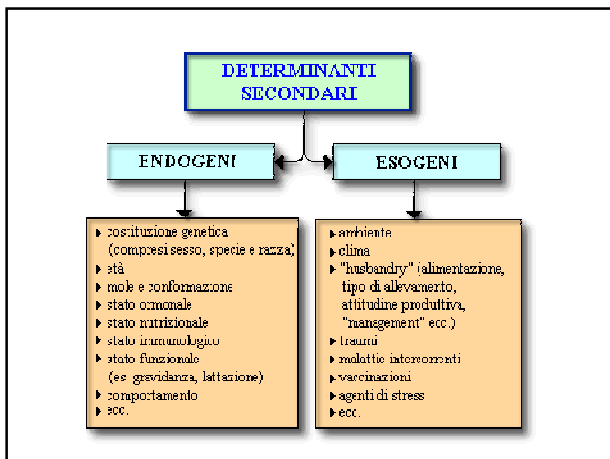 DETERMINANTI
SECONDARI
ENDOGENI
costituzione genetica
(compresi sesso, specie e razza)
età
mole e conformazione
stato ormonale
stato nutrizionale
stato immunologico
stato funzionale
(es. gravidanza, lattazione)
comportamento
ecc.
ESOGENI
ambiente
clima
"husbandry" (alimentazione,
tipo di allevamento,
attitudine produttiva,
"management" ecc.)
traumi
malattie intercorrenti
vaccinazioni
agenti di stress
ecc.